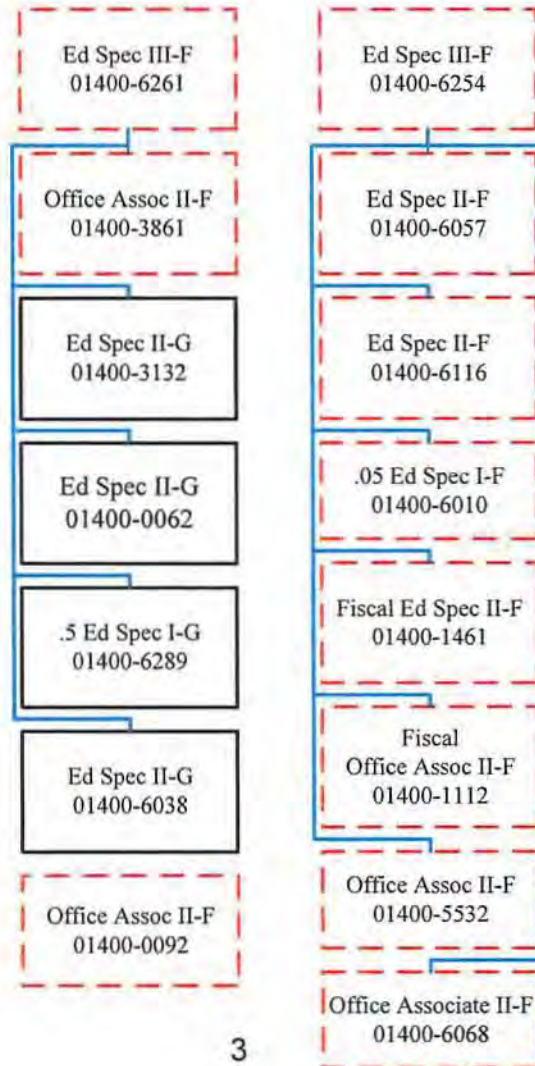 Ed Spec III-F
01400-6261
Office Assoc II-F
01400-3861
Ed Spec II-G
01400-3132
Ed Spec II-G
01400-0062
.5 Ed Spec I-G
01400-6289
Ed Spec II-G
01400-6038
Office Assoc II-F
01400-0092
Ed Spec III-F
01400-6254
Ed Spec II-F
01400-6057
Ed Spec II-F
01400-6116
.05 Ed Spec I-F
01400-6010
Fiscal Ed Spec II-F
01400-1461
Fiscal
Office Assoc II-F
01400-1112
Office Assoc II-F
01400-5532
Office Associate II-F
01400-6068
3